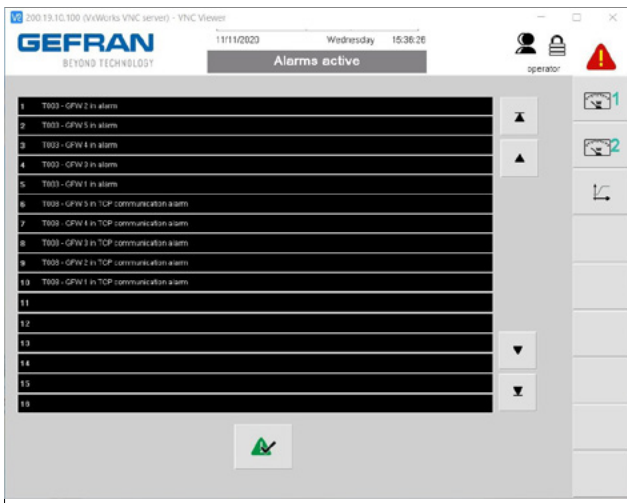 200.19.10.100 (VxWorks VNC server) - VNC Viewer
GEFRAN
BEYOND TECHNOLOGY
11/11/2020 Wednesday 15:36:26
Alarms active
operator
1 T003 - GFW 2 in alarm
2 T003 - GFW 5 in alarm
3 T003 - GFW 4 in alarm
4 T003 - GFW 3 in alarm
5 T003 - GFW 1 in alarm
6 T003 - GFW 5 in TCP communication alarm
7 T003 - GFW 4 in TCP communication alarm
8 T003 - GFW 3 in TCP communication alarm
9 T003 - GFW 2 in TCP communication alarm
10 T003 - GFW 1 in TCP communication alarm
11
12
13
14
15
16
1
2